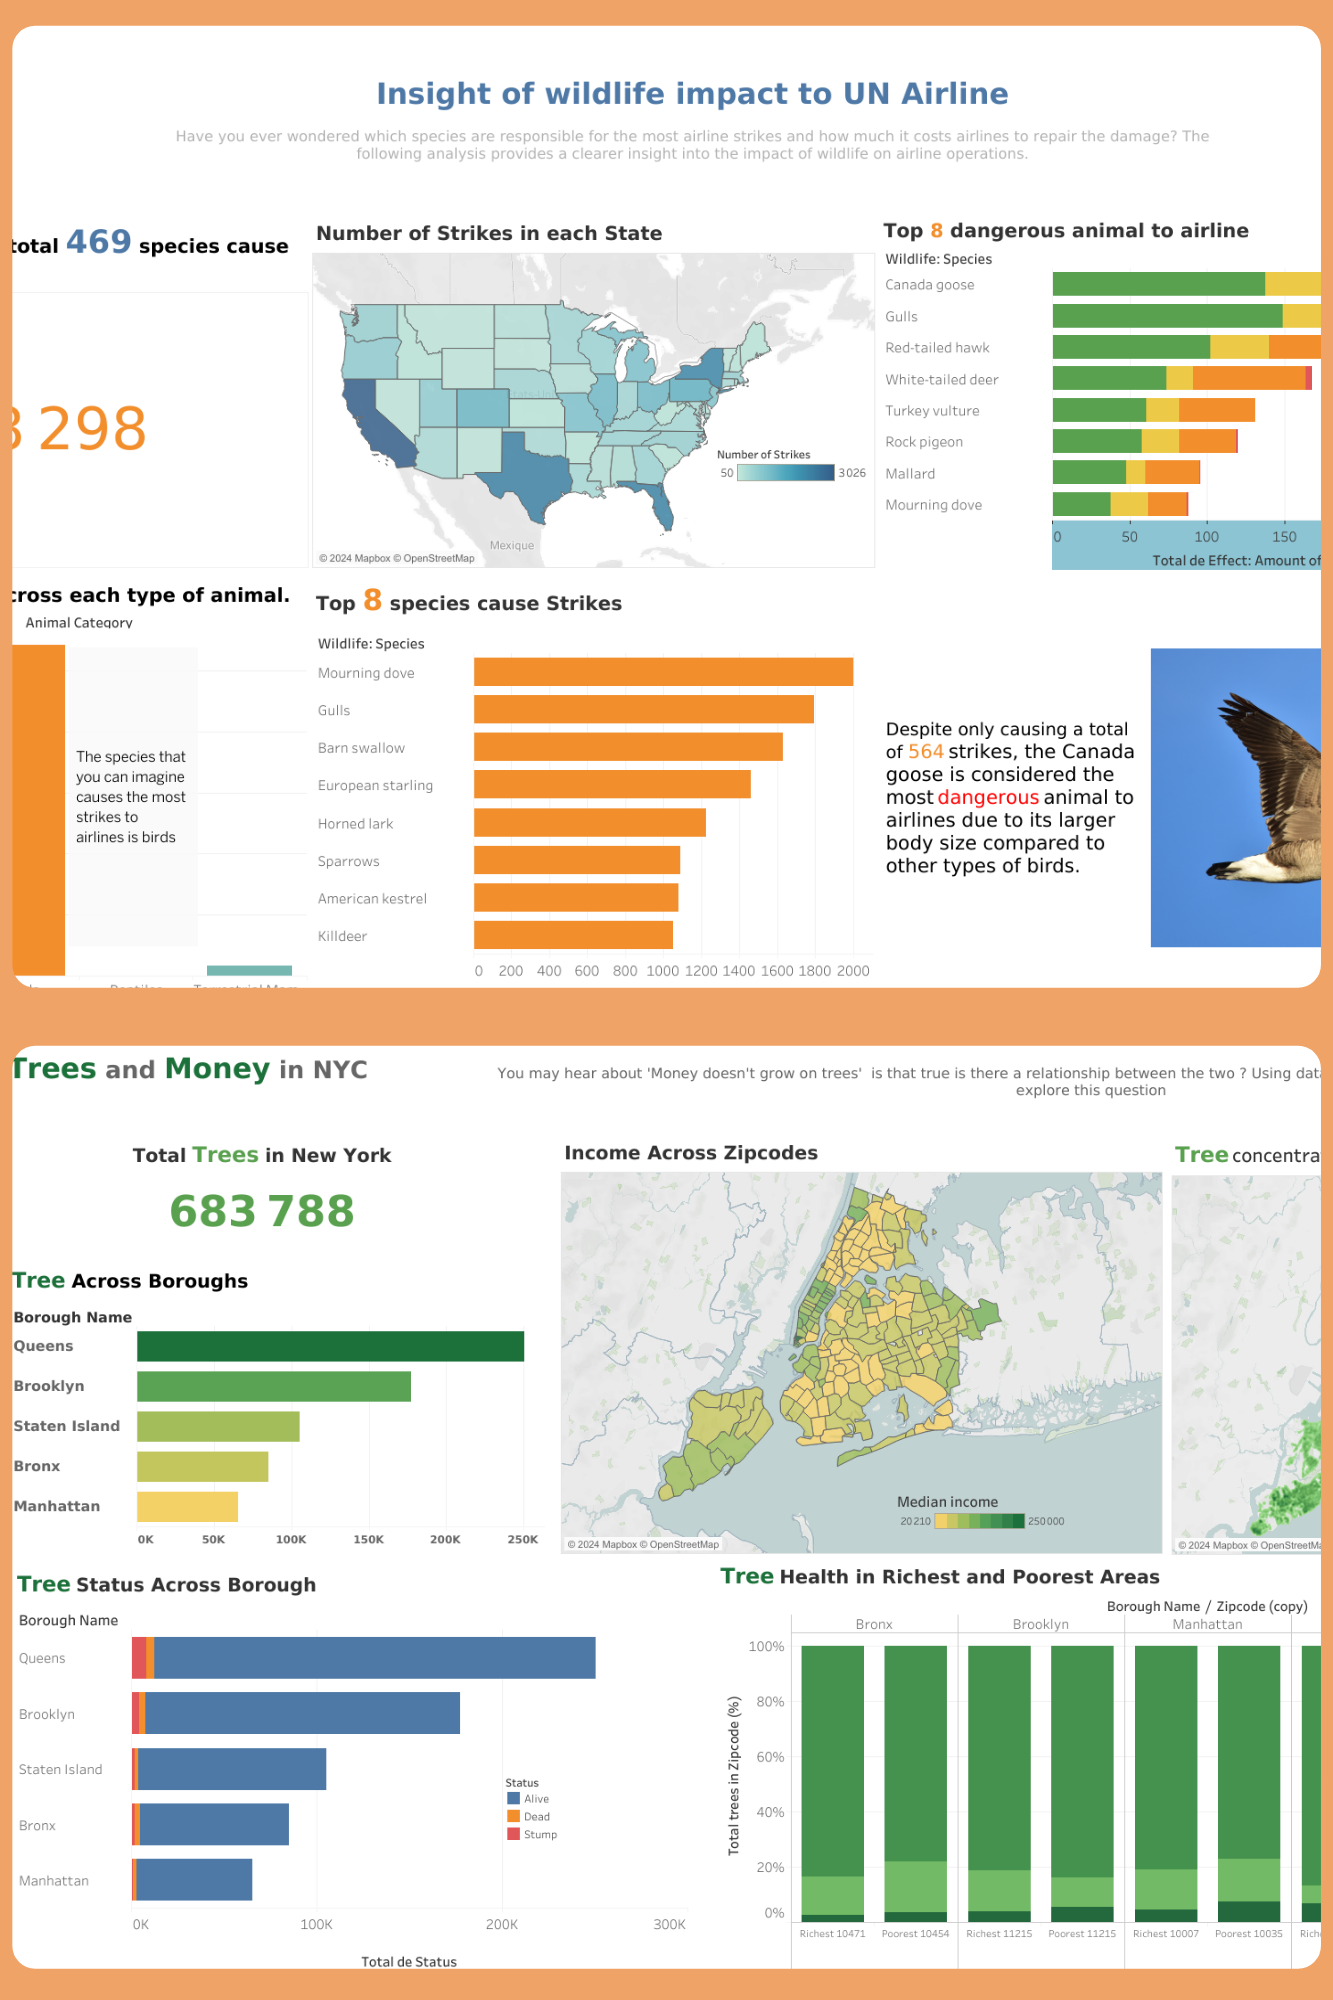 Insight of wildlife impact to UN Airline
Have you ever wondered which species are responsible for the most airline strikes and how much it costs airlines to repair the damage? The
following analysis provides a clearer insight into the impact of wildlife on airline operations.
total 469 species cause
298
Number of Strikes in each State
Number of Strikes
50 3 026
Mexique
© 2024 Mapbox © OpenStreetMap
Top 8 dangerous animal to airline
Wildlife: Species
Canada goose
Gulls
Red-tailed hawk
White-tailed deer
Turkey vulture
Rock pigeon
Mallard
Mourning dove
0 50 100 150
Total de Effect: Amount of
cross each type of animal.
Animal Category
The species that
you can imagine
causes the most
strikes to
airlines is birds
Top 8 species cause Strikes
Wildlife: Species
Mourning dove
Gulls
Barn swallow
European starling
Horned lark
Sparrows
American kestrel
Killdeer
0 200 400 600 800 1000 1200 1400 1600 1800 2000
Despite only causing a total
of 564 strikes, the Canada
goose is considered the
most dangerous animal to
airlines due to its larger
body size compared to
other types of birds.
Trees and Money in NYC
You may hear about 'Money doesn't grow on trees'  is that true is there a relationship between the two ? Using data
explore this question
Total Trees in New York
683 788
Tree Across Boroughs
Borough Name
Queens
Brooklyn
Staten Island
Bronx
Manhattan
0K 50K 100K 150K 200K 250K
Income Across Zipcodes
Median income
20 210 250 000
© 2024 Mapbox © OpenStreetMap
Tree concentra
© 2024 Mapbox © OpenStreetM
Tree Status Across Borough
Borough Name
Queens
Brooklyn
Staten Island
Bronx
Manhattan
0K 100K 200K 300K
Total de Status
Status
Alive
Dead
Stump
Tree Health in Richest and Poorest Areas
Borough Name / Zipcode (copy)
Bronx Brooklyn Manhattan
Total trees in Zipcode (%)
100%
80%
60%
40%
20%
0%
Richest 10471 Poorest 10454 Richest 11215 Poorest 11215 Richest 10007 Poorest 10035 Rich